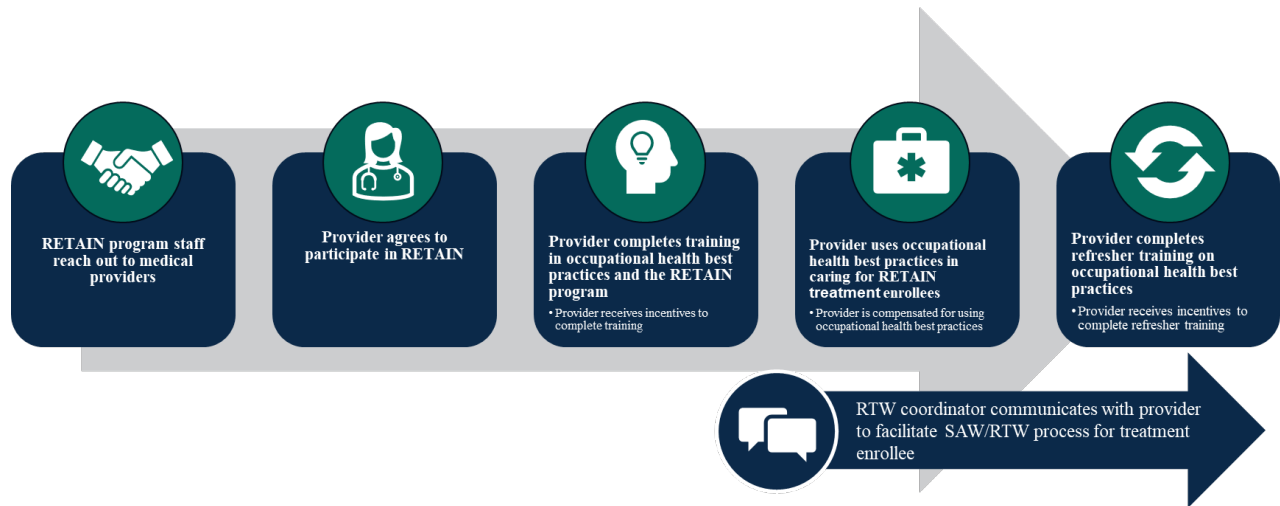 RETAIN program staff
reach out to medical
providers
Provider agrees to
participate in RETAIN
Provider completes training
in occupational health best
practices and the RETAIN
program
• Provider receives incentives to
complete training
Provider uses occupational
health best practices in
caring for RETAIN
treatment enrollees
• Provider is compensated for using
occupational health best practices
Provider completes
refresher training on
occupational health best
practices
• Provider receives incentives to
complete refresher training
RTW coordinator communicates with provider
to facilitate SAW/RTW process for treatment
enrollee